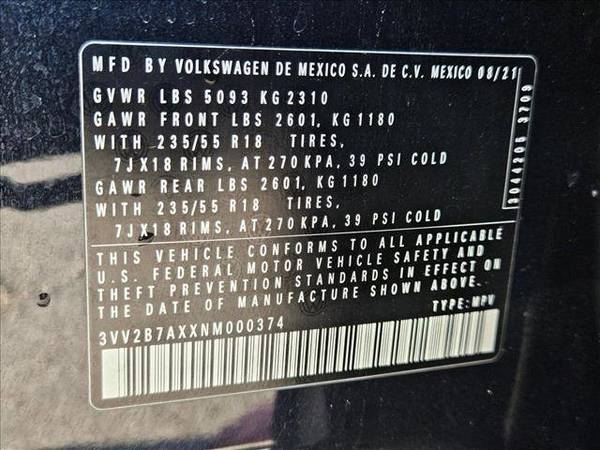 MFD BY VOLKSWAGEN DE MEXICO S.A. DE C.V. MEXICO 08/21
GVWR LBS 5093 KG 2310
GAWR FRONT LBS 2601, KG 1180
WITH 235/55 R18 TIRES,
7JX18 RIMS, AT 270 KPA, 39 PSI COLD
GAWR REAR LBS 2601, KG 1180
WITH 235/55 R18 TIRES,
7JX18 RIMS, AT 270 KPA, 39 PSI COLD
THIS VEHICLE CONFORMS TO ALL APPLICABLE
U.S. FEDERAL MOTOR VEHICLE SAFETY AND
THEFT PREVENTION STANDARDS IN EFFECT ON
THE DATE OF MANUFACTURE SHOWN ABOVE.
3VV2B7AXXNM000374 TYPE: MPV
3044206 3709